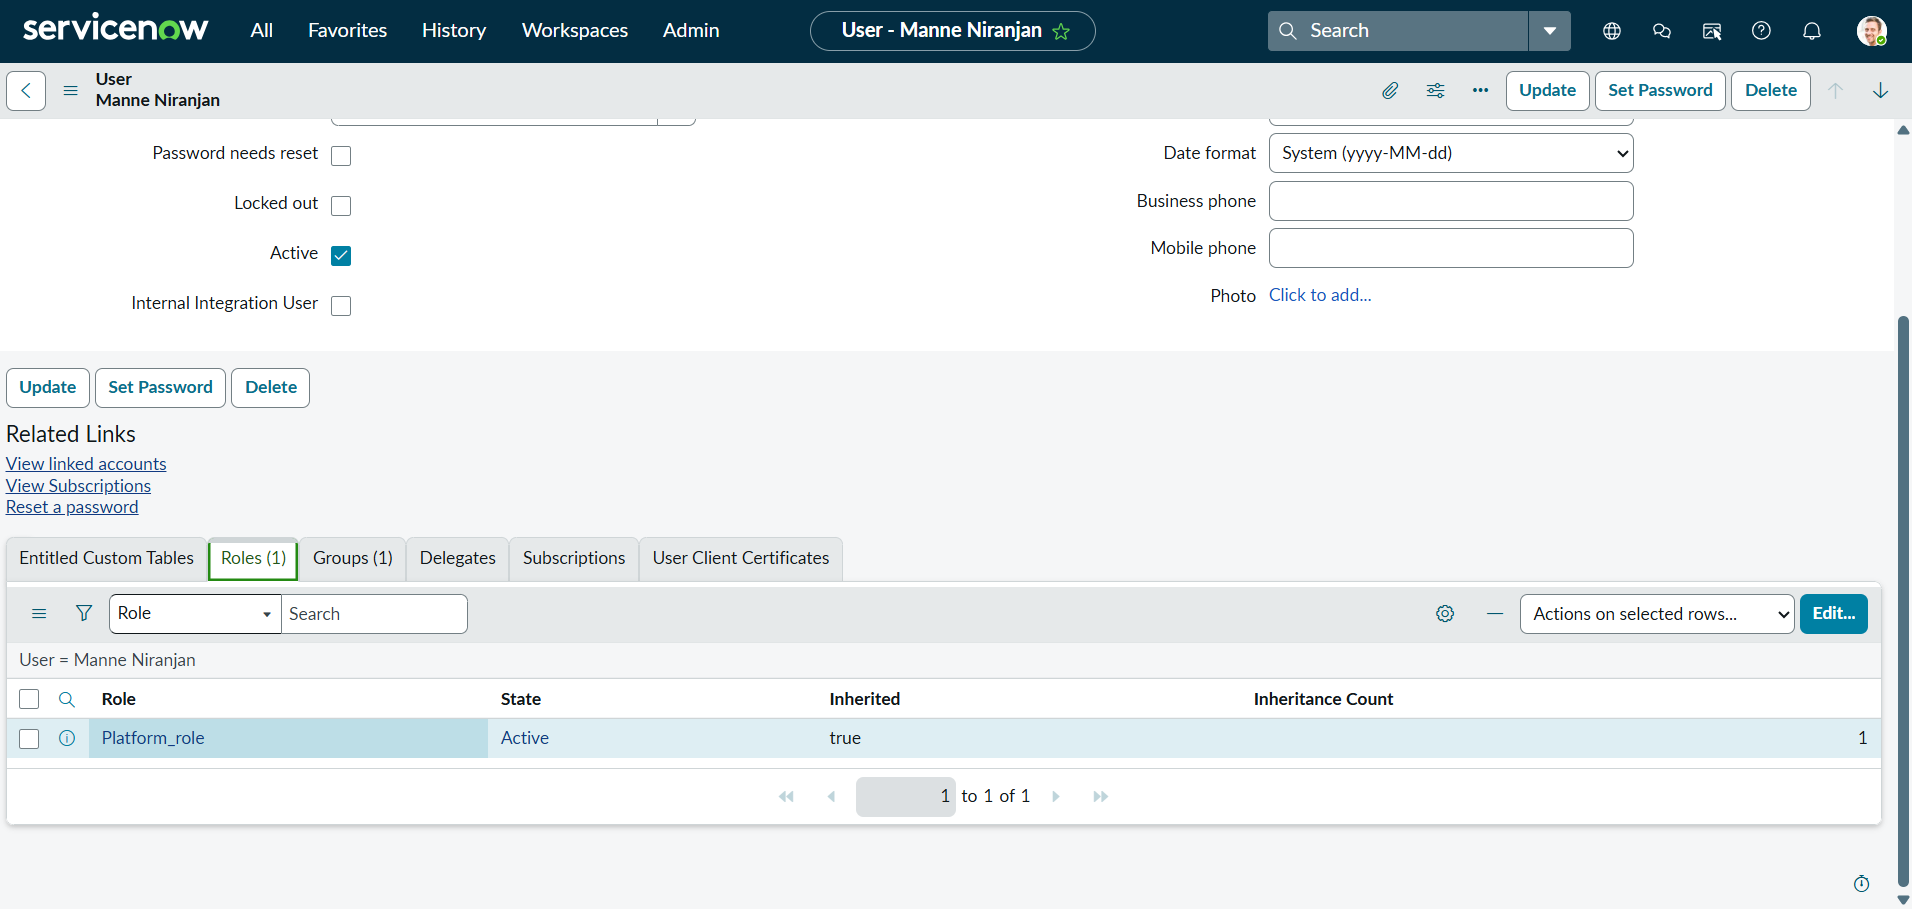 servicenow All Favorites History Workspaces Admin User - Manne Niranjan Search
User
Manne Niranjan
Update Set Password Delete
Password needs reset
Locked out
Active
Internal Integration User
Date format System (yyyy-MM-dd)
Business phone
Mobile phone
Photo Click to add...
Update Set Password Delete
Related Links
View linked accounts
View Subscriptions
Reset a password
Entitled Custom Tables Roles (1) Groups (1) Delegates Subscriptions User Client Certificates
Role Search Actions on selected rows... Edit...
User = Manne Niranjan
Role State Inherited Inheritance Count
Platform_role Active true 1
1 to 1 of 1